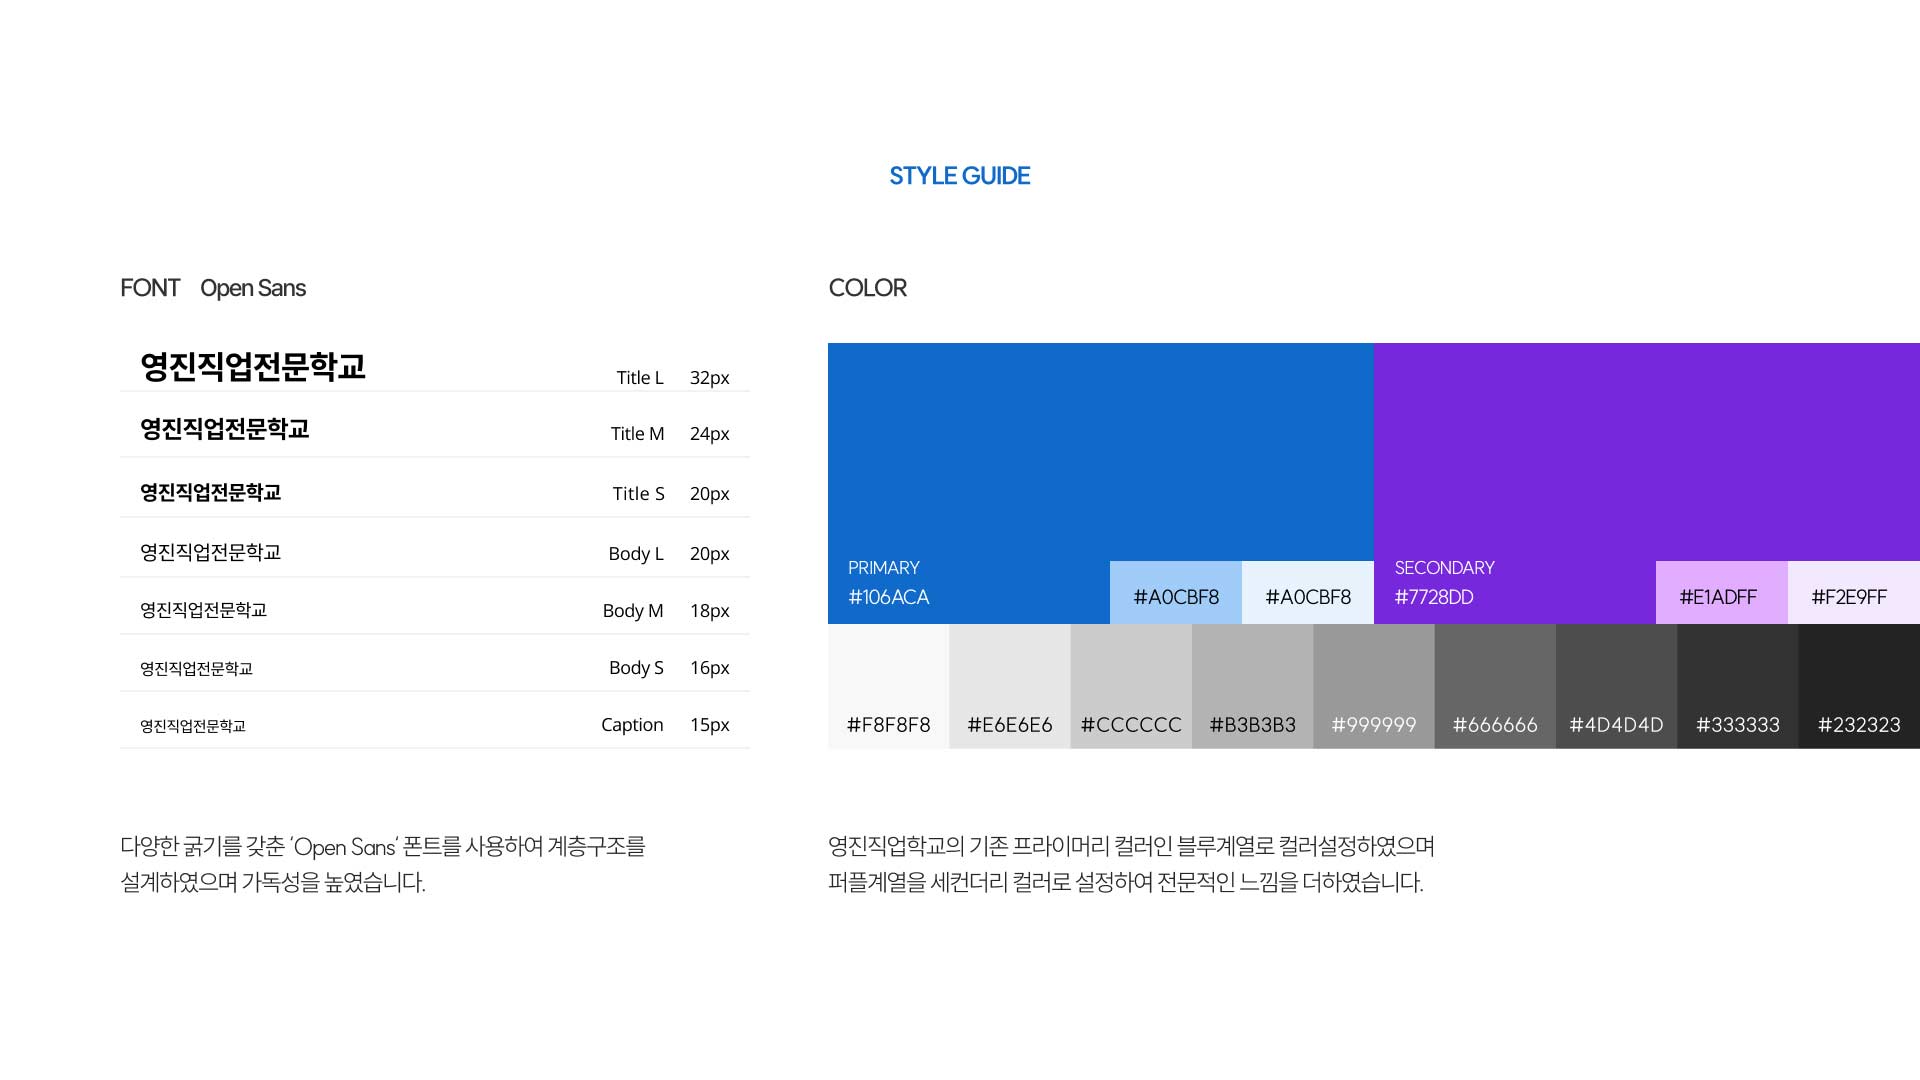 STYLE GUIDE
FONT Open Sans
영진직업전문학교 Title L 32px
영진직업전문학교 Title M 24px
영진직업전문학교 Title S 20px
영진직업전문학교 Body L 20px
영진직업전문학교 Body M 18px
영진직업전문학교 Body S 16px
영진직업전문학교 Caption 15px
다양한 굵기를 갖춘 ‘Open Sans‘ 폰트를 사용하여 계층구조를
설계하였으며 가독성을 높였습니다.
COLOR
PRIMARY
#106ACA #A0CBF8 #A0CBF8
SECONDARY
#7728DD #E1ADFF #F2E9FF
#F8F8F8 #E6E6E6 #CCCCCC #B3B3B3 #999999 #666666 #4D4D4D #333333 #232323
영진직업학교의 기존 프라이머리 컬러인 블루계열로 컬러설정하였으며
퍼플계열을 세컨더리 컬러로 설정하여 전문적인 느낌을 더하였습니다.